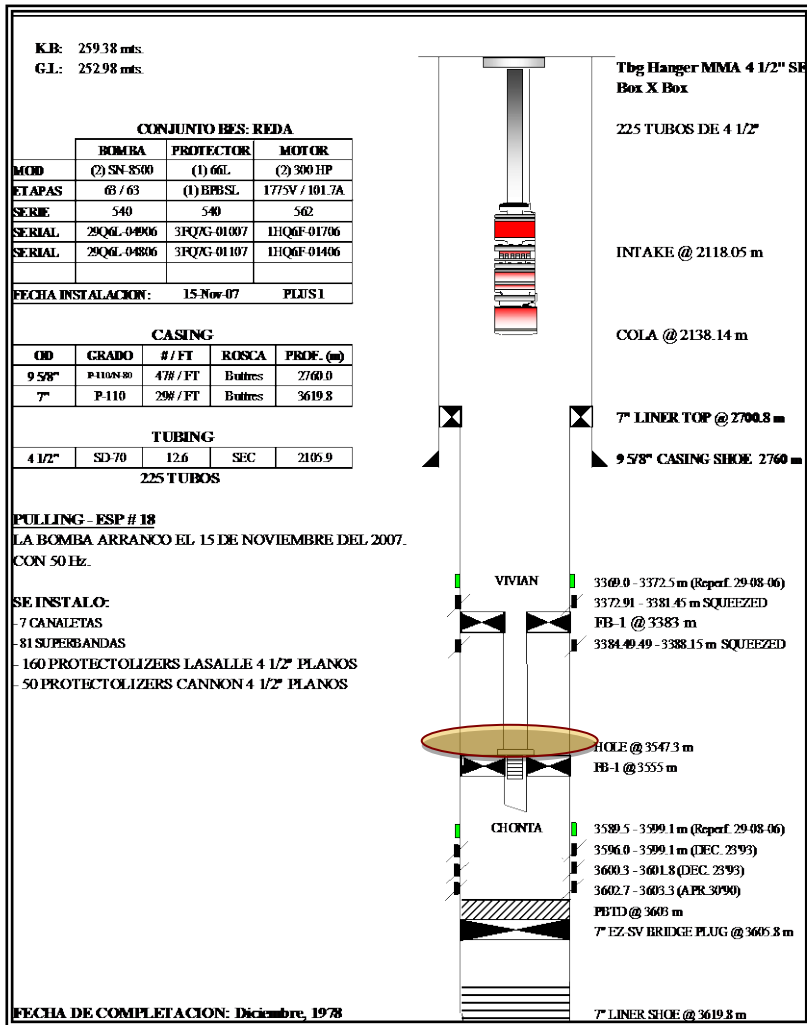 K.B: 259.38 mts.
G.L: 252.98 mts.
CONJUNTO BES: REDA
BOMBA PROTECTOR MOTOR
MOD (2) SN-8500 (1) 66L (2) 300 HP
ETAPAS 63 / 63 (1) BPBSL 1775V / 101.7A
SERIE 540 540 562
SERIAL 29Q6L-04906 3FQ7G-01007 1HQ6F-01706
SERIAL 29Q6L-04806 3FQ7G-01107 1HQ6F-01406
FECHA INSTALACION: 15-Nov-07 PLUS 1
CASING
OD GRADO # / FT ROSCA PROF. (m)
9 5/8" P-110/N-80 47# / FT Buttres 2760.0
7" P-110 29# / FT Buttres 3619.8
TUBING
4 1/2" SD-70 12.6 SEC 2105.9
225 TUBOS
PULLING - ESP # 18
LA BOMBA ARRANCO EL 15 DE NOVIEMBRE DEL 2007.
CON 50 Hz.
SE INSTALO:
- 7 CANALETAS
- 81 SUPERBANDAS
- 160 PROTECTOLIZERS LASALLE 4 1/2" PLANOS
- 50 PROTECTOLIZERS CANNON 4 1/2" PLANOS
FECHA DE COMPLETACION: Diciembre, 1978
Tbg Hanger MMA 4 1/2" SE
Box X Box
225 TUBOS DE 4 1/2"
INTAKE @ 2118.05 m
COLA @ 2138.14 m
7" LINER TOP @ 2700.8 m
9 5/8" CASING SHOE 2760 m
VIVIAN
3369.0 - 3372.5 m (Reperf. 29-08-06)
3372.91 - 3381.45 m SQUEEZED
FB-1 @ 3383 m
3384.49.49 - 3388.15 m SQUEEZED
HOLE @ 3547.3 m
FB-1 @ 3555 m
CHONTA
3589.5 - 3599.1 m (Reperf. 29-08-06)
3596.0 - 3599.1 m (DEC. 23'93)
3600.3 - 3601.8 (DEC. 23'93)
3602.7 - 3603.3 (APR.30'90)
PBTD @ 3603 m
7" EZ-SV BRIDGE PLUG @ 3605.8 m
7" LINER SHOE @ 3619.8 m